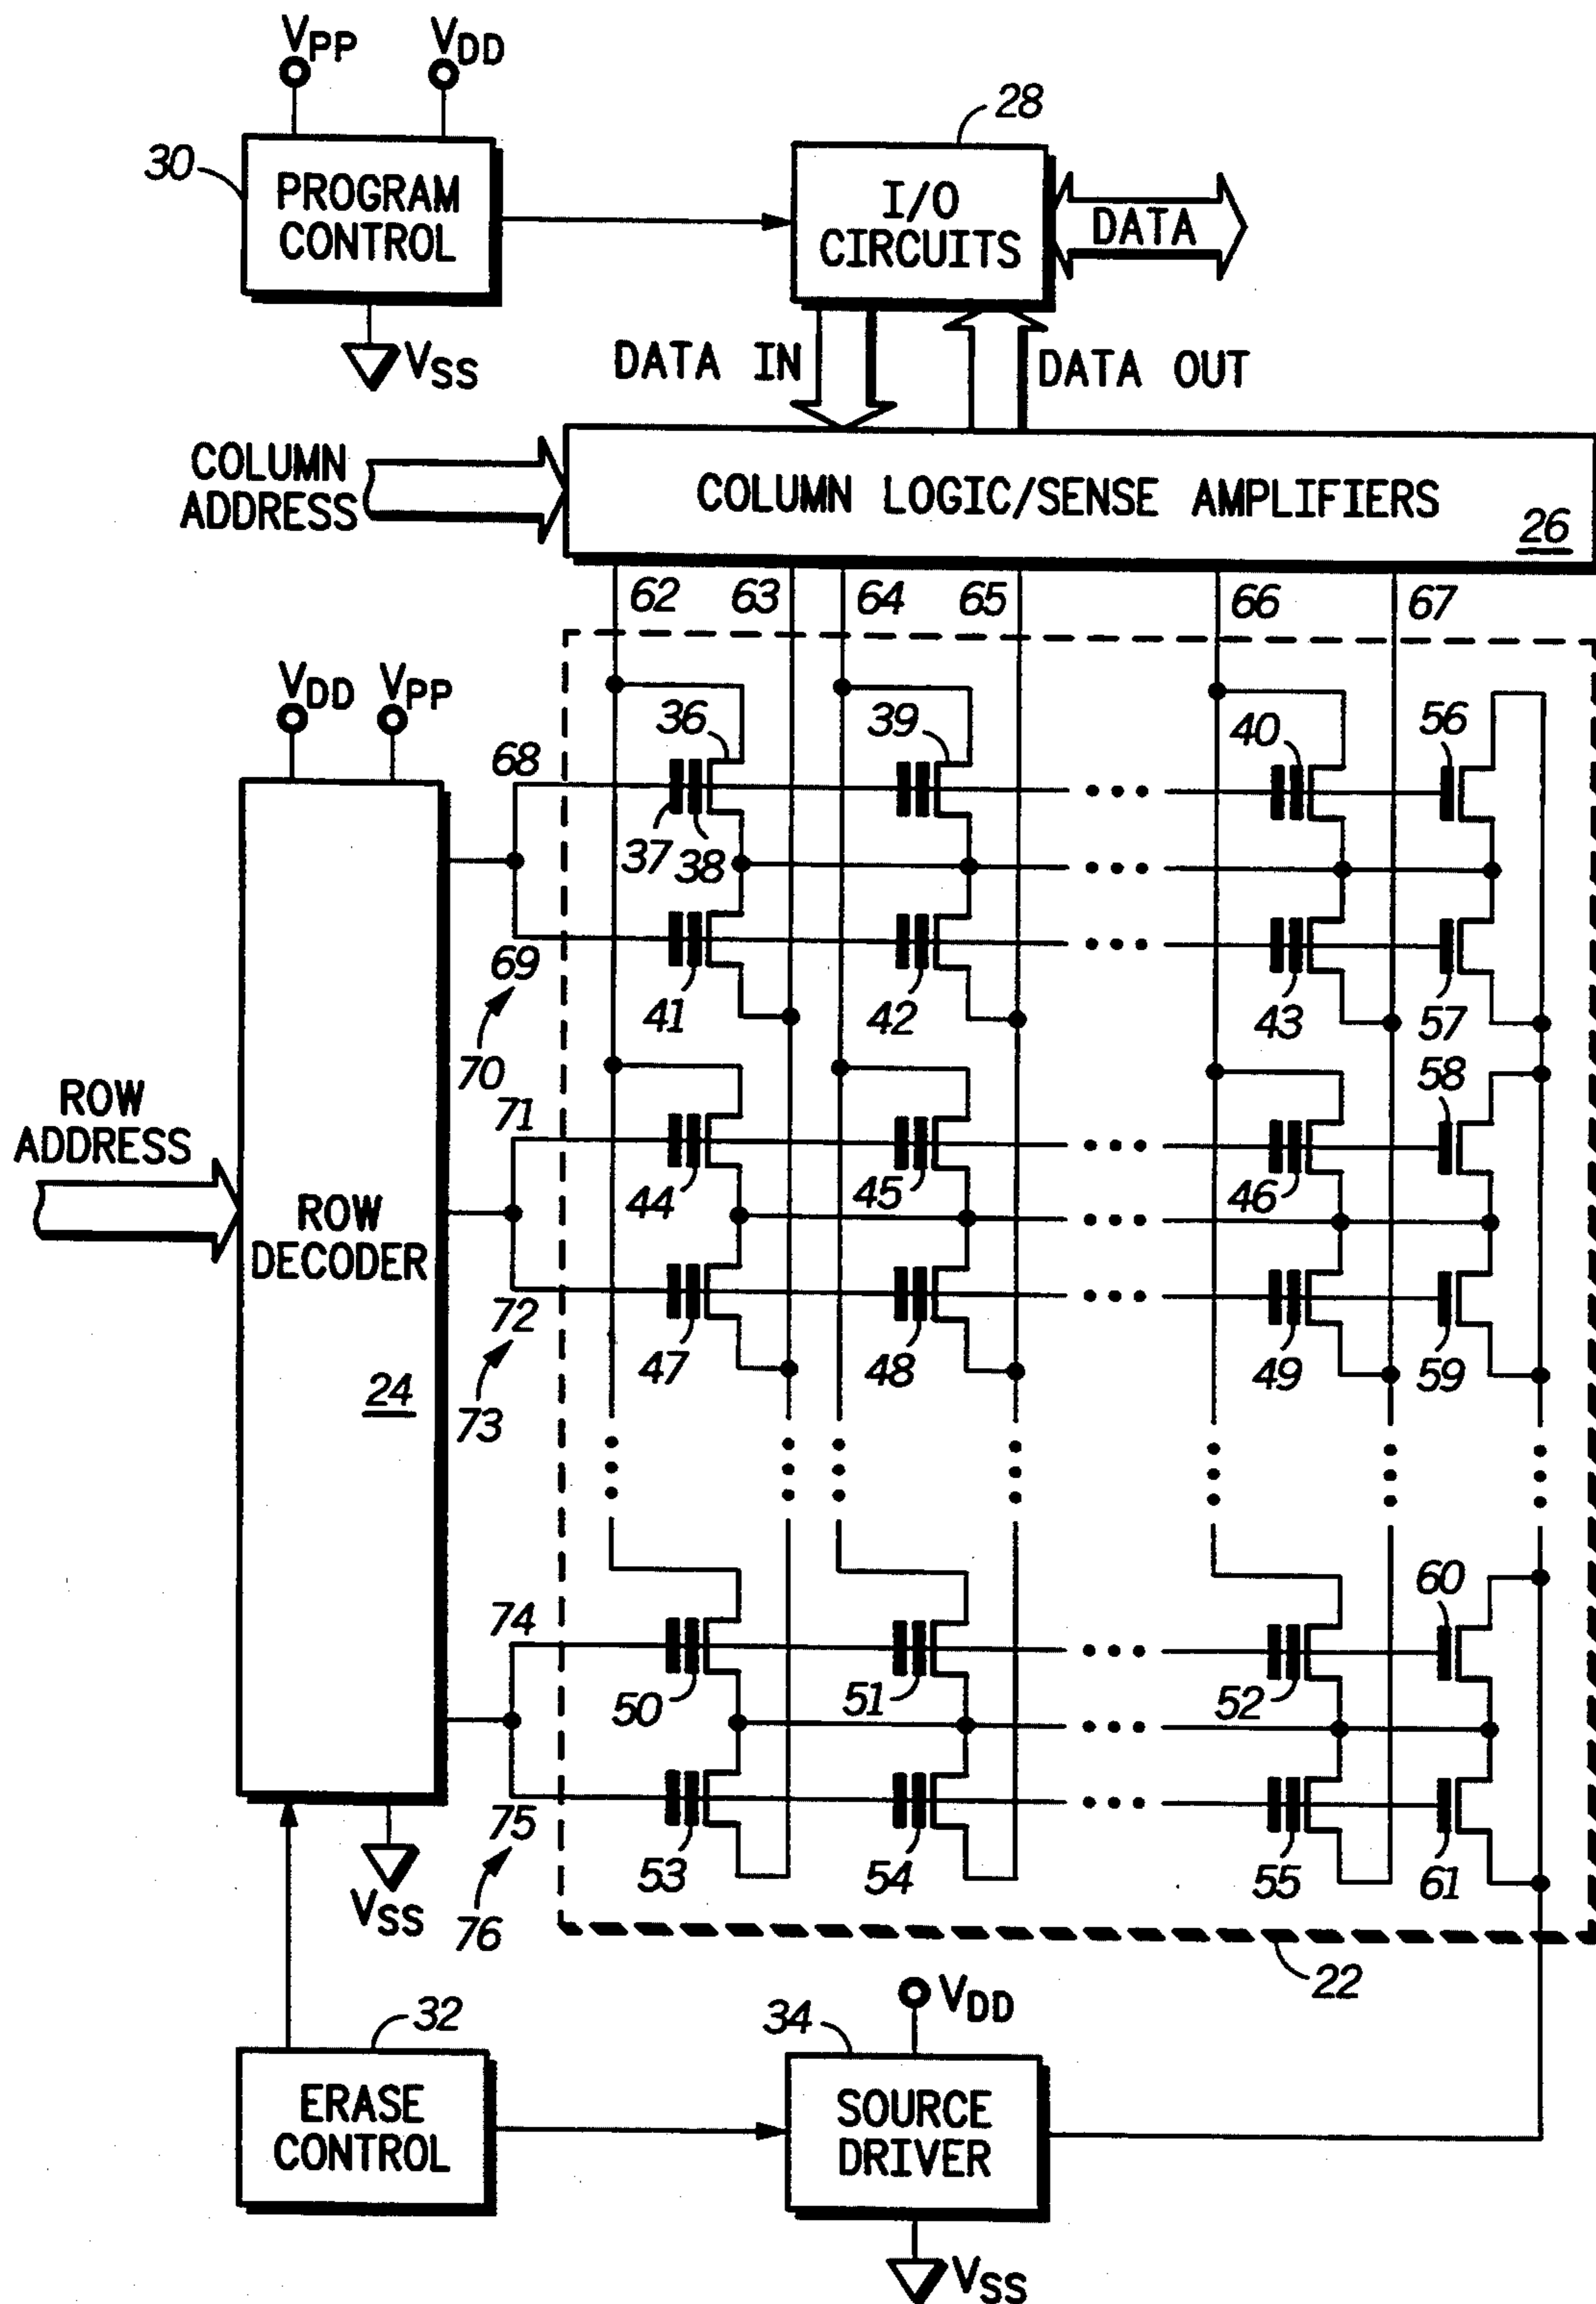 VPP VDD
28
30
PROGRAM
CONTROL
I/O
CIRCUITS
DATA
VSS
DATA IN
DATA OUT
COLUMN
ADDRESS
COLUMN LOGIC/SENSE AMPLIFIERS
26
62 63 64 65 66 67
VDD VPP
36 39 40 56
68
37 38
69
41 42 43 57
70
58
ROW
ADDRESS
71
44 45 46
ROW
DECODER
72
47 48 49 59
24
73
60
74
50 51 52
75
53 54 55 61
VSS
76
22
32
34
VDD
ERASE
CONTROL
SOURCE
DRIVER
VSS